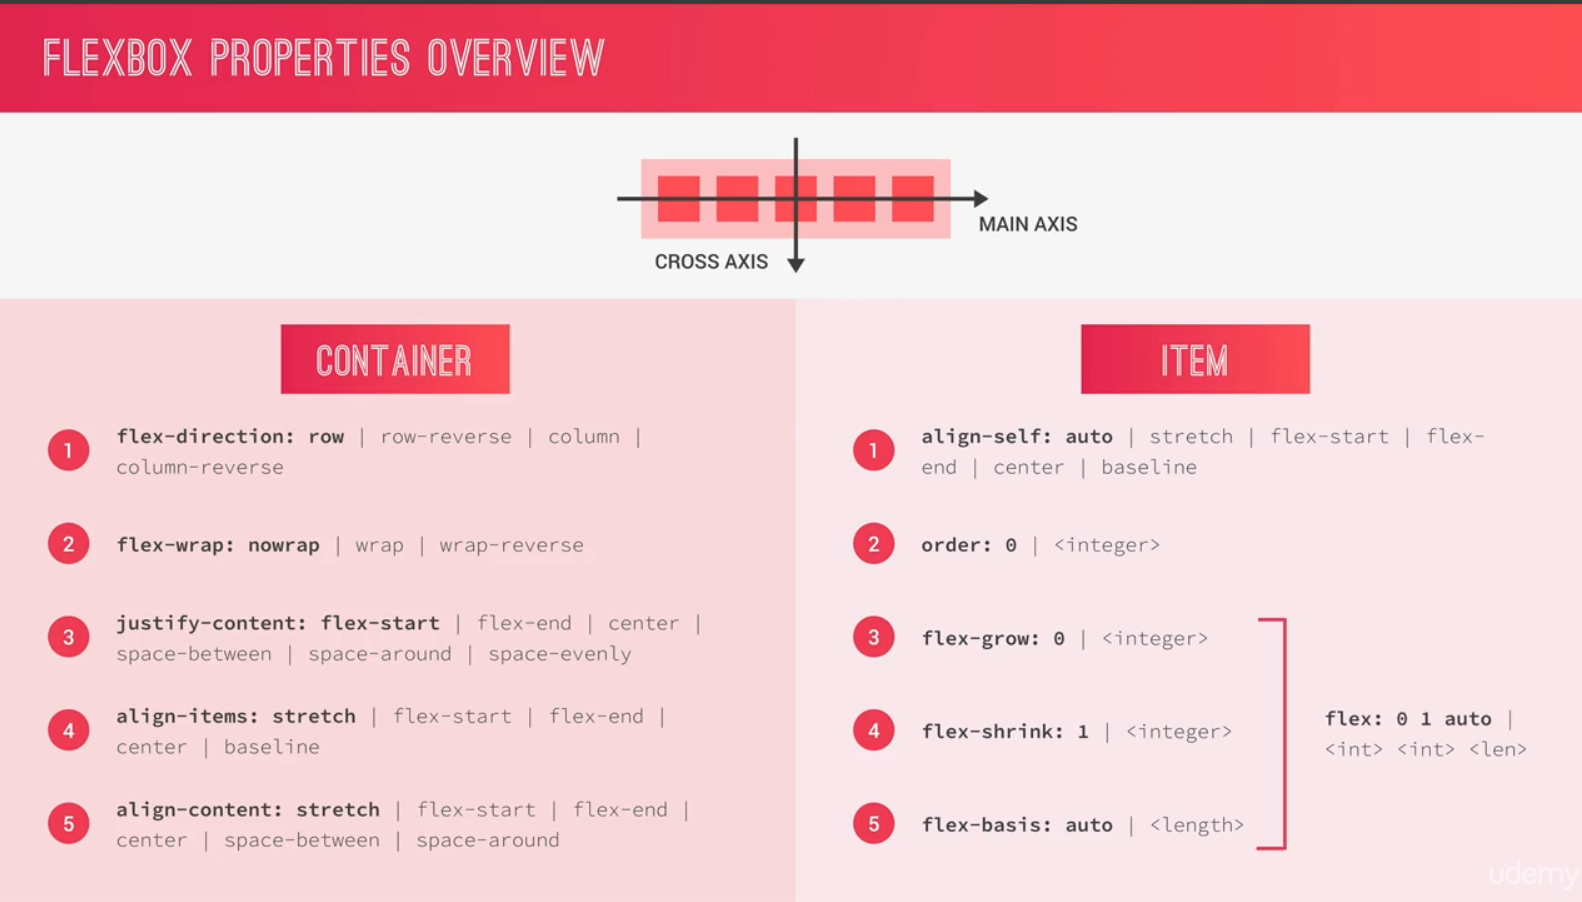 FLEXBOX PROPERTIES OVERVIEW
MAIN AXIS
CROSS AXIS
CONTAINER
1
flex-direction: row | row-reverse | column |
column-reverse
2
flex-wrap: nowrap | wrap | wrap-reverse
3
justify-content: flex-start | flex-end | center |
space-between | space-around | space-evenly
4
align-items: stretch | flex-start | flex-end |
center | baseline
5
align-content: stretch | flex-start | flex-end |
center | space-between | space-around
ITEM
1
align-self: auto | stretch | flex-start | flex-
end | center | baseline
2
order: 0 | <integer>
3
flex-grow: 0 | <integer>
4
flex-shrink: 1 | <integer>
5
flex-basis: auto | <length>
flex: 0 1 auto |
<int> <int> <len>
udemy